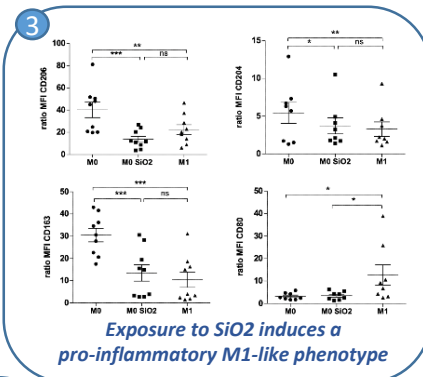 3
ratio MFI CD206
100
80
60
40
20
0
**
***
ns
M0
M0 SiO2
M1
ratio MFI CD204
15
10
5
0
**
*
ns
M0
M0 SiO2
M1
ratio MFI CD163
60
50
40
30
20
10
0
***
***
ns
M0
M0 SiO2
M1
ratio MFI CD80
50
40
30
20
10
0
*
*
M0
M0 SiO2
M1
Exposure to SiO2 induces a
pro-inflammatory M1-like phenotype